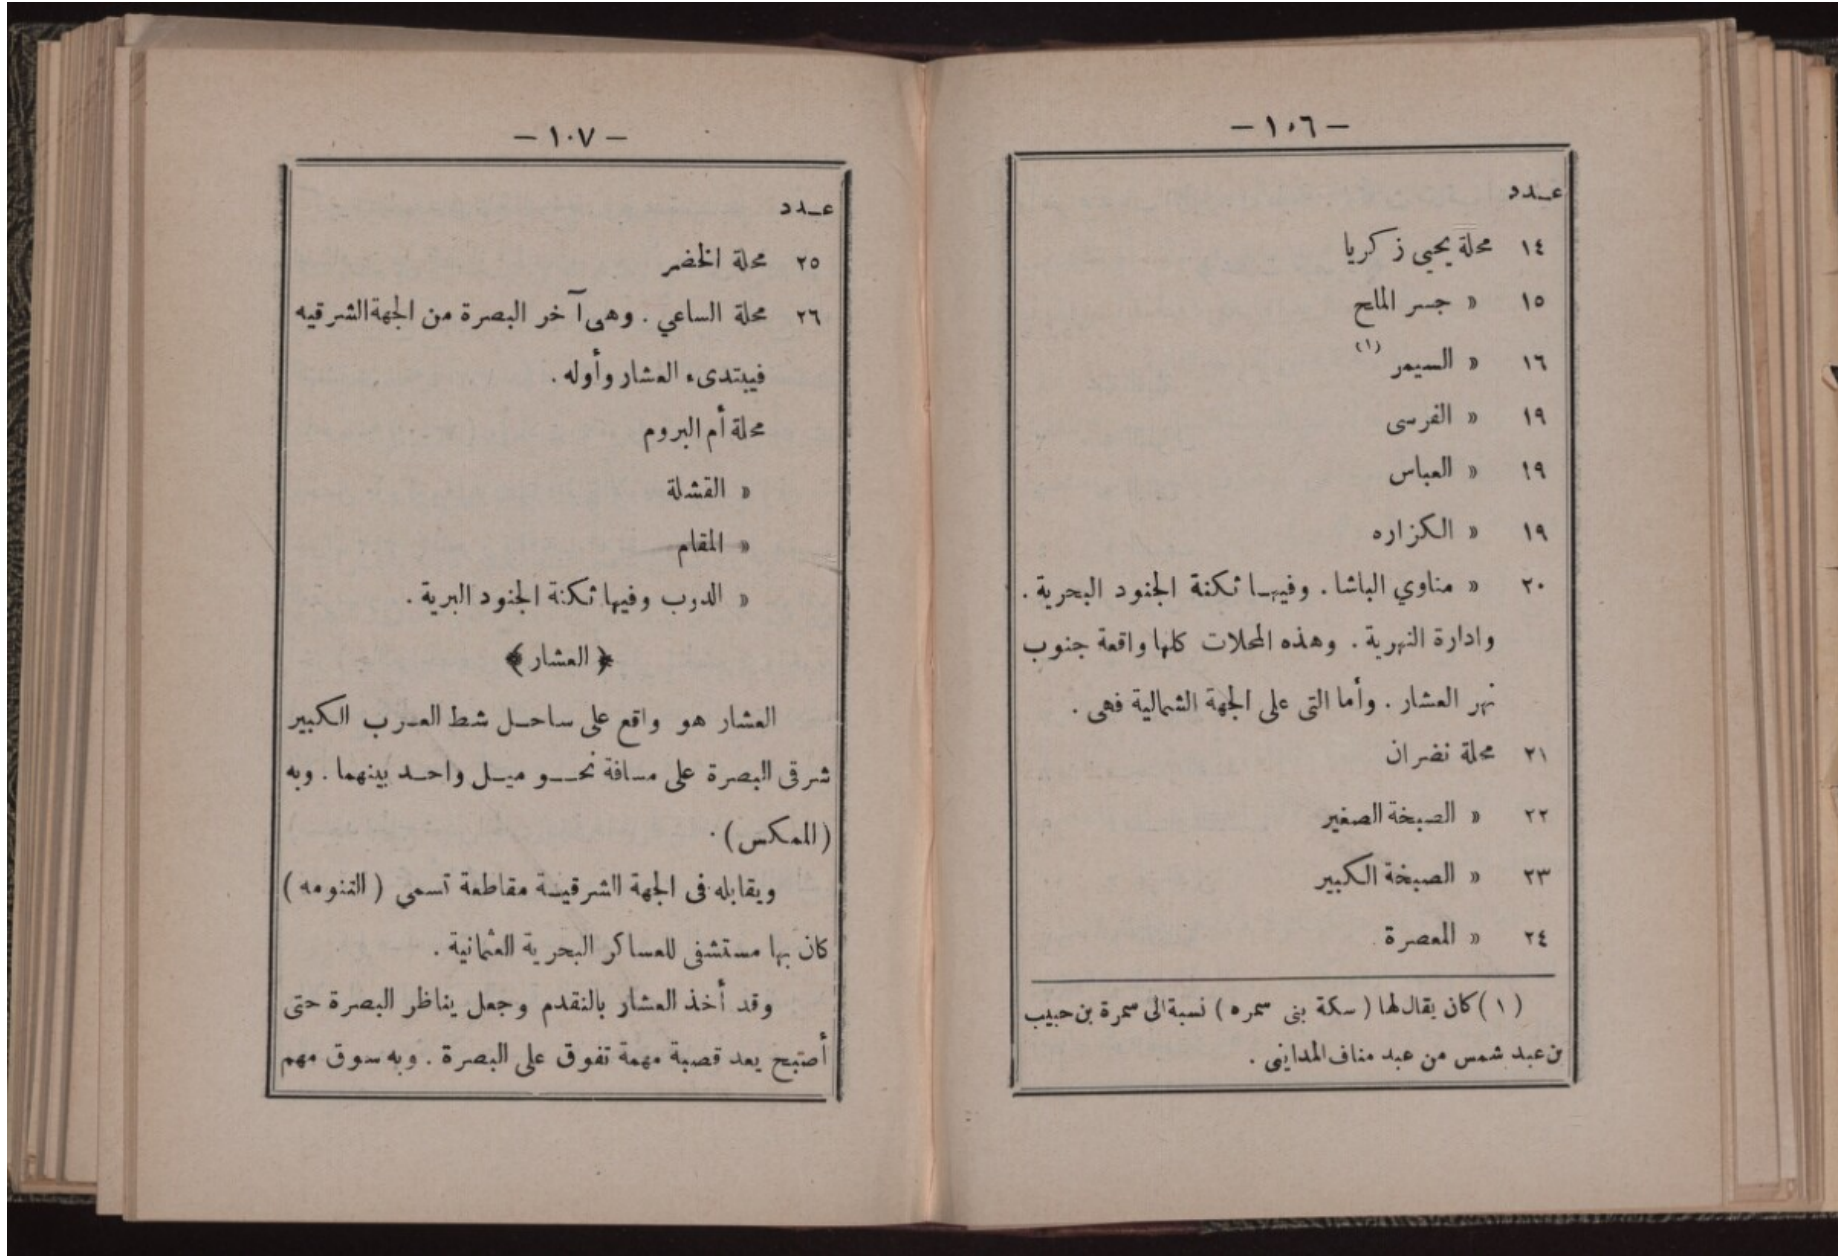 — ١٠٦ —
عـدد
١٤ محلة يحيى زكريا
١٥ « جسر الملح
١٦ « السيمر (١)
١٩ « الفرسى
١٩ « العباس
١٩ « الكزاره
٢٠ « مناوي الباشا . وفيهـا ثكنة الجنود البحرية .
وادارة النهرية . وهذه المحلات كلها واقعة جنوب
نهر العشار . وأما التى على الجهة الشمالية فهى .
٢١ محلة نضران
٢٢ « الصبخة الصغير
٢٣ « الصبخة الكبير
٢٤ « المعصرة
(١) كان يقال لها ( سكة بنى سمره ) نسبة الى سمرة بن حبيب
بن عبد شمس من عبد مناف المدايني .
— ١٠٧ —
عـدد
٢٥ محلة الخضر
٢٦ محلة الساعي . وهى آخر البصرة من الجهة الشرقيه
فيبتدىء العشار وأوله .
محلة أم البروم
« القشلة
« المقام
« الدرب وفيها ثكنة الجنود البرية .
﴿ العشار ﴾
العشار هو واقع على ساحـل شط العـرب الكبير
شرقى البصرة على مسافة نحـو ميـل واحـد بينهما . وبه
(المكس) .
ويقابله فى الجهة الشرقيـة مقاطعة تسمى ( التنومه )
كان بها مستشفى للعساكر البحرية العثمانية .
وقد أخذ العشار بالتقدم وجعل يناظر البصرة حتى
أصبح يعد قصبة مهمة تفوق على البصرة . وبه سوق مهم